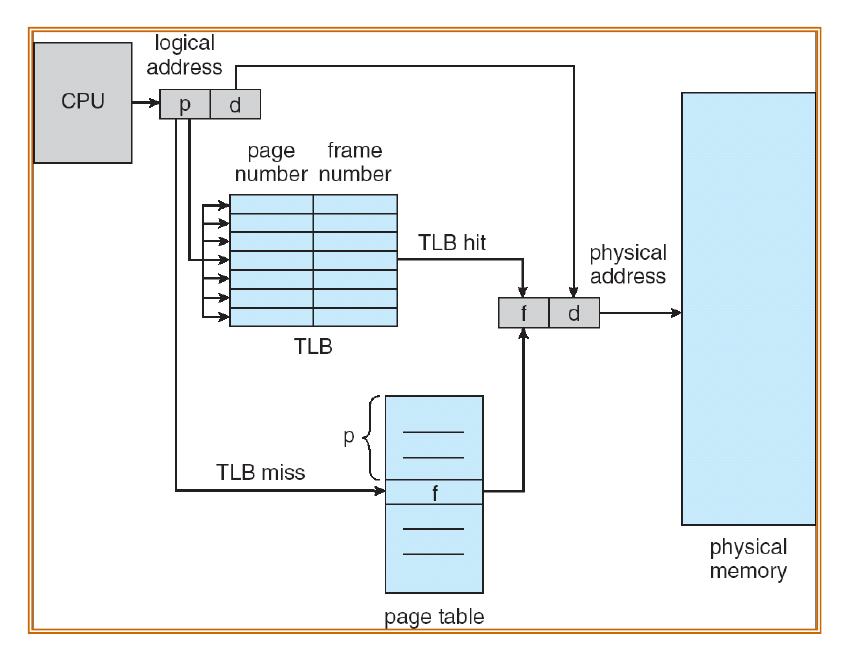 logical
address
CPU
p
d
page
number
frame
number
TLB hit
physical
address
f
d
TLB
p
TLB miss
f
physical
memory
page table